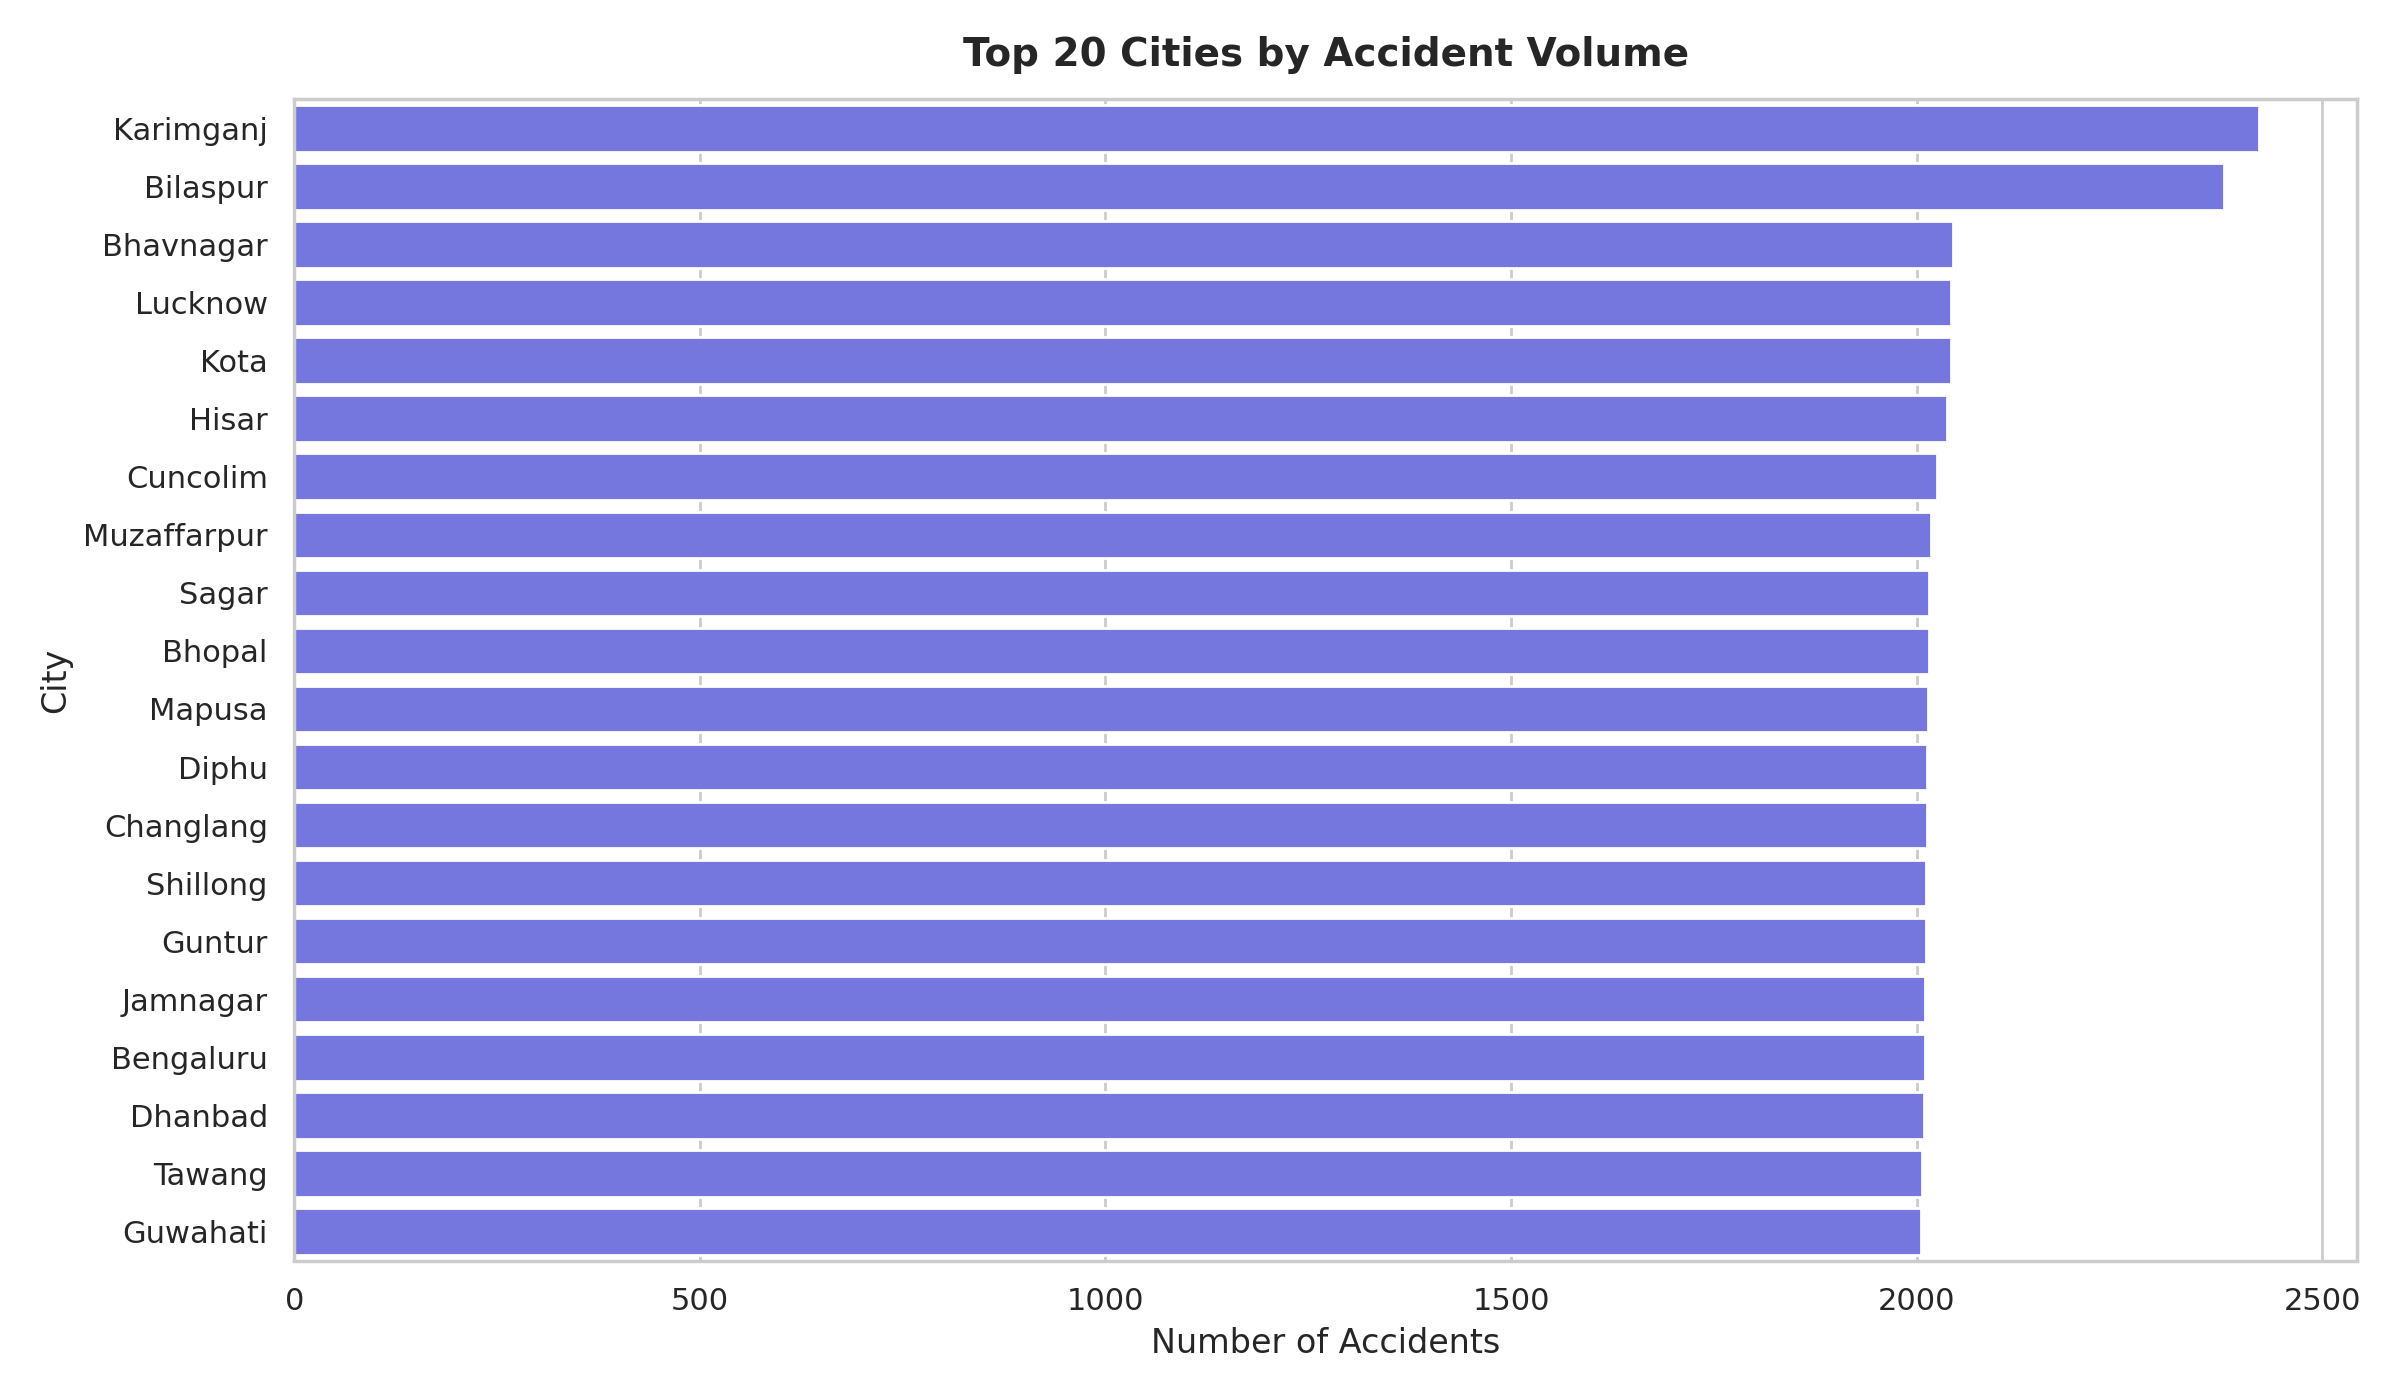 Top 20 Cities by Accident Volume
Karimganj
Bilaspur
Bhavnagar
Lucknow
Kota
Hisar
Cuncolim
Muzaffarpur
Sagar
Bhopal
Mapusa
Diphu
Changlang
Shillong
Guntur
Jamnagar
Bengaluru
Dhanbad
Tawang
Guwahati
City
0 500 1000 1500 2000 2500
Number of Accidents